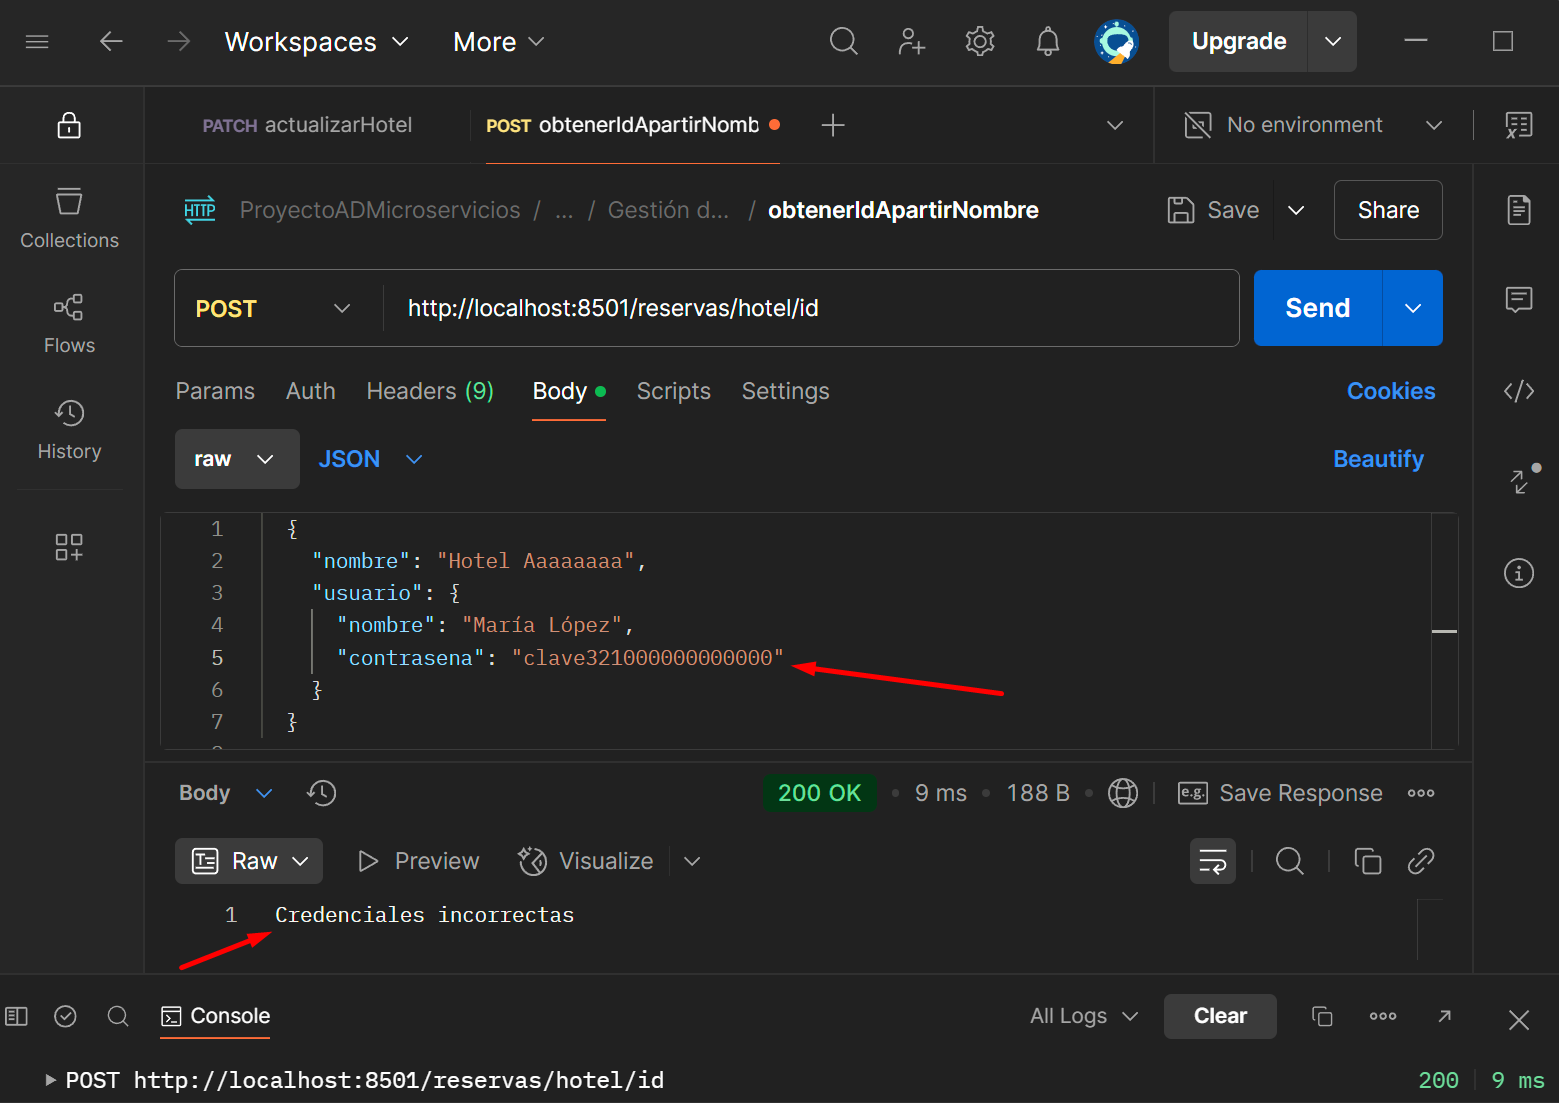 Workspaces More Upgrade
PATCH actualizarHotel POST obtenerIdApartirNomb No environment
Collections
Flows
History
HTTP ProyectoADMicroservicios / ... / Gestión d... / obtenerIdApartirNombre Save Share
POST http://localhost:8501/reservas/hotel/id Send
Params Auth Headers (9) Body Scripts Settings Cookies
raw JSON Beautify
1 {
2 "nombre": "Hotel Aaaaaaaa",
3 "usuario": {
4 "nombre": "María López",
5 "contrasena": "clave321000000000000"
6 }
7 }
Body 200 OK 9 ms 188 B e.g. Save Response
Raw Preview Visualize
1 Credenciales incorrectas
Console All Logs Clear
POST http://localhost:8501/reservas/hotel/id 200 9 ms